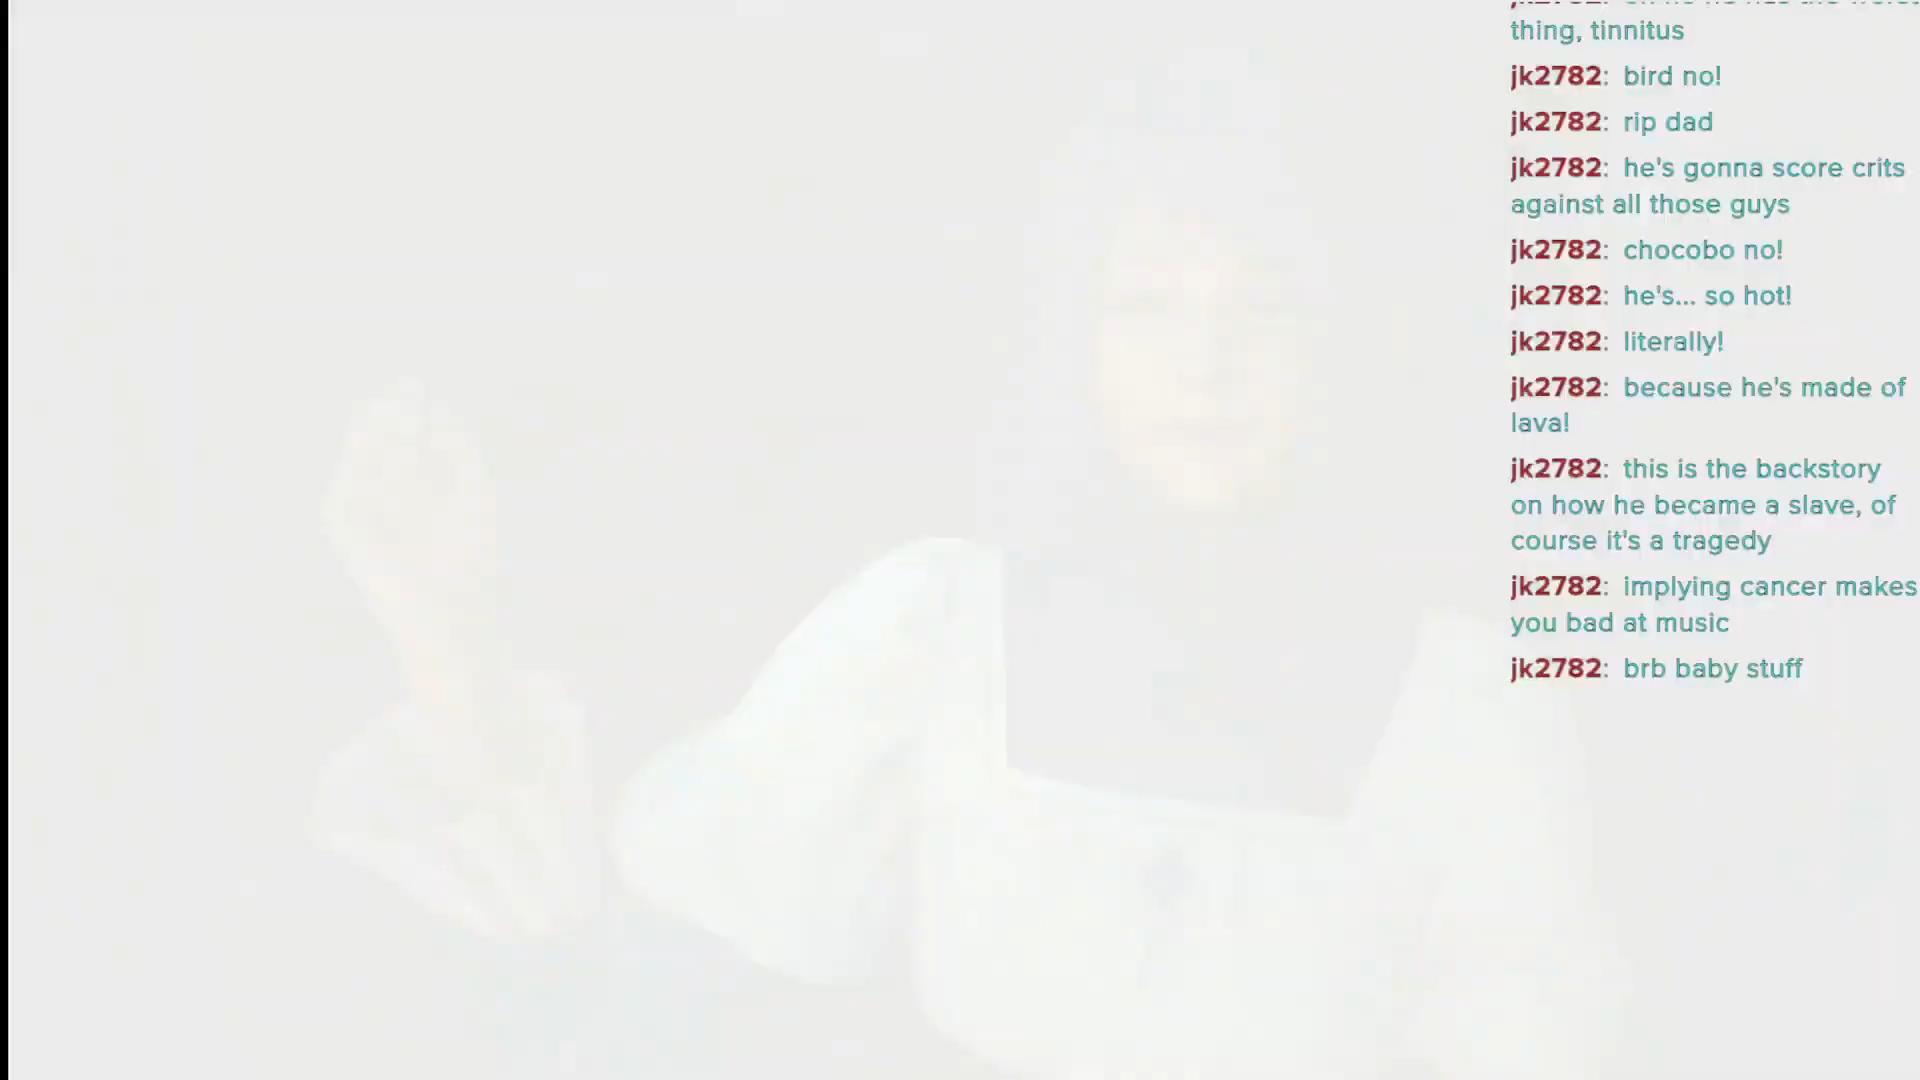 thing, tinnitus
jk2782: bird no!
jk2782: rip dad
jk2782: he's gonna score crits
against all those guys
jk2782: chocobo no!
jk2782: he's... so hot!
jk2782: literally!
jk2782: because he's made of
lava!
jk2782: this is the backstory
on how he became a slave, of
course it's a tragedy
jk2782: implying cancer makes
you bad at music
jk2782: brb baby stuff